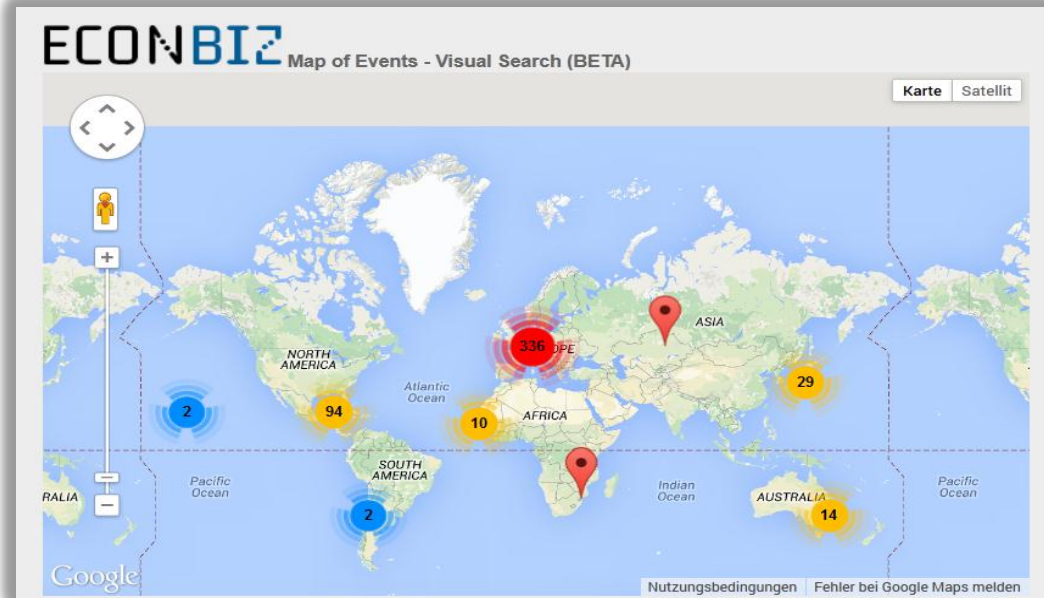 ECONBIZ Map of Events - Visual Search (BETA)
Karte Satellit
+
ASIA
336
OPE
NORTH
AMERICA
29
Atlantic
Ocean
2
94
10
AFRICA
SOUTH
AMERICA
Pacific
Ocean
Indian
Ocean
Pacific
Ocean
RALIA
AUSTRALIA
2
14
Google
Nutzungsbedingungen Fehler bei Google Maps melden